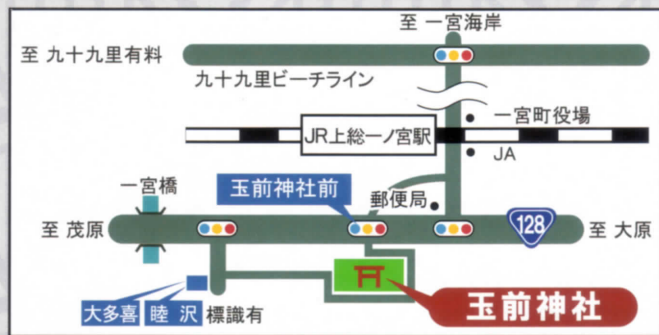 至 一宮海岸
至 九十九里有料
九十九里ビーチライン
一宮町役場
JR上総一ノ宮駅
JA
一宮橋
玉前神社前
郵便局
至 茂原
128
至 大原
大多喜
睦沢
標識有
玉前神社